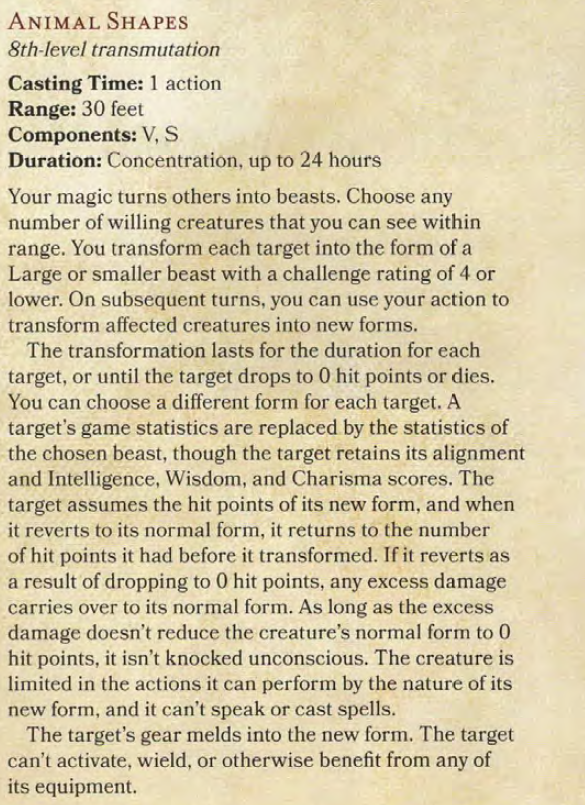 ANIMAL SHAPES
8th-level transmutation
Casting Time: 1 action
Range: 30 feet
Components: V, S
Duration: Concentration, up to 24 hours
Your magic turns others into beasts. Choose any
number of willing creatures that you can see within
range. You transform each target into the form of a
Large or smaller beast with a challenge rating of 4 or
lower. On subsequent turns, you can use your action to
transform affected creatures into new forms.
The transformation lasts for the duration for each
target, or until the target drops to 0 hit points or dies.
You can choose a different form for each target. A
target's game statistics are replaced by the statistics of
the chosen beast, though the target retains its alignment
and Intelligence, Wisdom, and Charisma scores. The
target assumes the hit points of its new form, and when
it reverts to its normal form, it returns to the number
of hit points it had before it transformed. If it reverts as
a result of dropping to 0 hit points, any excess damage
carries over to its normal form. As long as the excess
damage doesn't reduce the creature's normal form to 0
hit points, it isn't knocked unconscious. The creature is
limited in the actions it can perform by the nature of its
new form, and it can't speak or cast spells.
The target's gear melds into the new form. The target
can't activate, wield, or otherwise benefit from any of
its equipment.